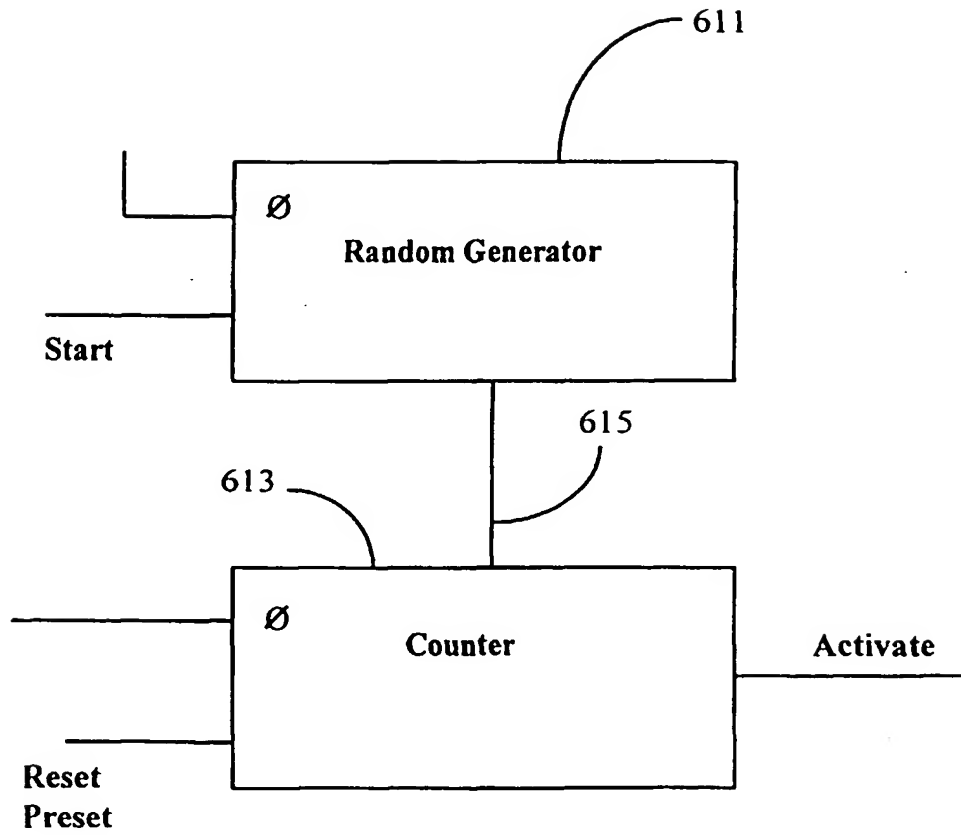 611
Ø
Random Generator
Start
615
613
Ø
Counter
Activate
Reset
Preset